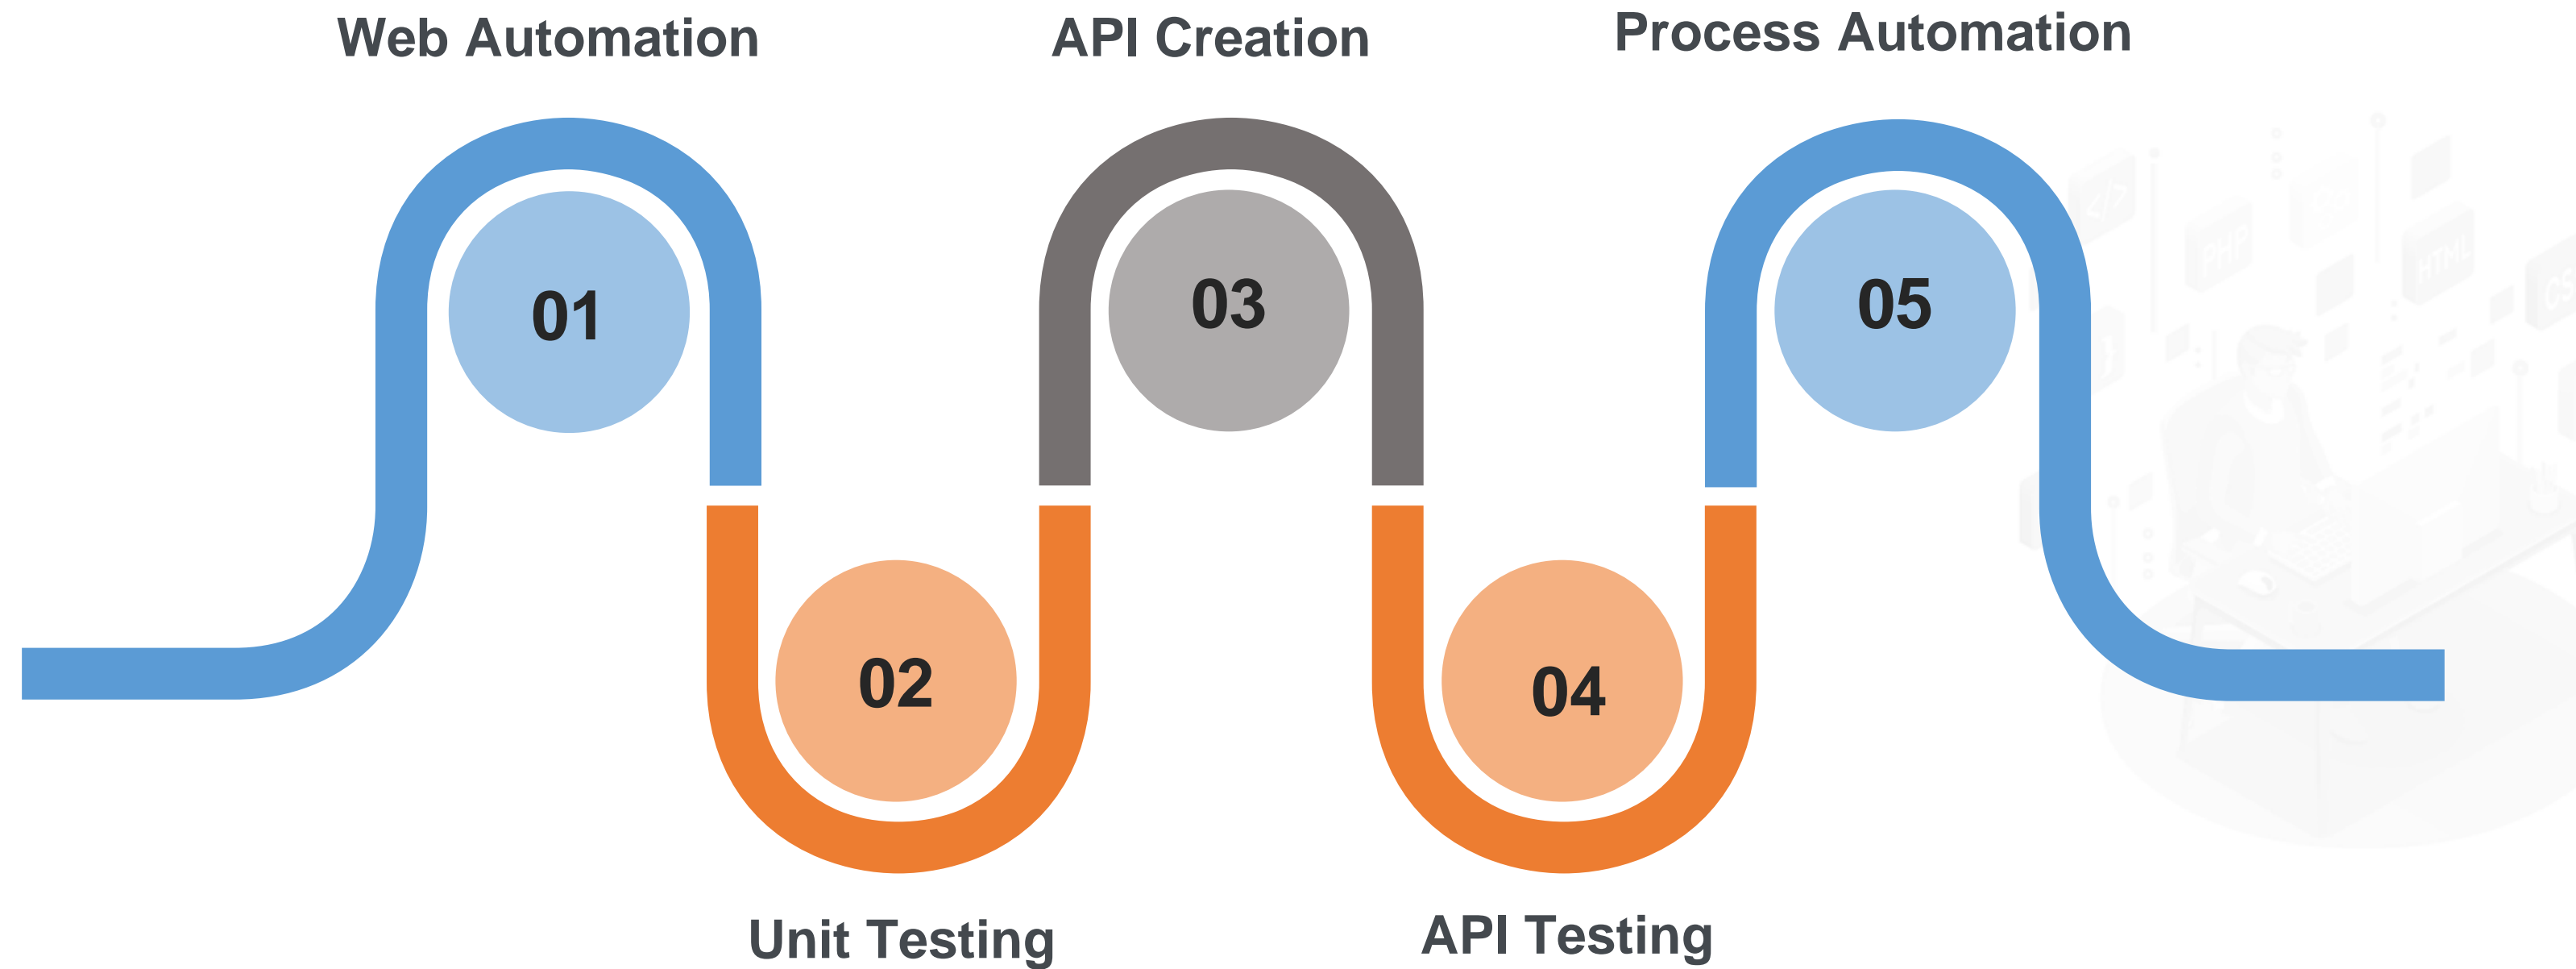 Web Automation
API Creation
Process Automation
01
03
05
02
04
Unit Testing
API Testing